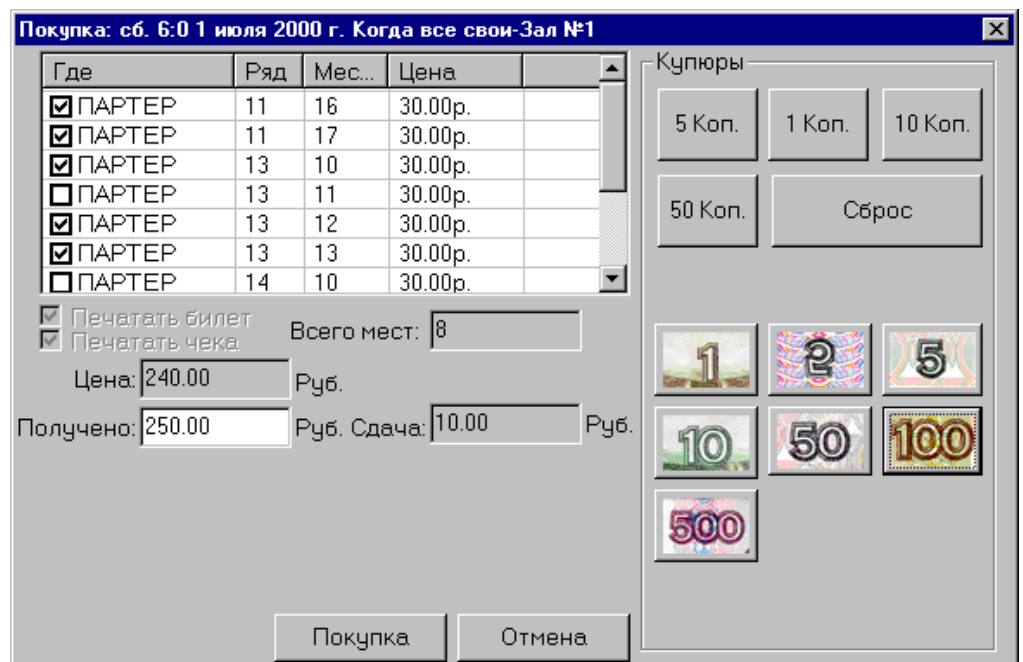 Покупка: сб. 6:0 1 июля 2000 г. Когда все свои-Зал №1
Где Ряд Мес... Цена
ПАРТЕР 11 16 30.00р.
ПАРТЕР 11 17 30.00р.
ПАРТЕР 13 10 30.00р.
ПАРТЕР 13 11 30.00р.
ПАРТЕР 13 12 30.00р.
ПАРТЕР 13 13 30.00р.
ПАРТЕР 14 10 30.00р.
Печатать билет
Печатать чека
Всего мест: 8
Цена: 240.00 Руб.
Получено: 250.00 Руб. Сдача: 10.00 Руб.
Покупка Отмена
Купюры
5 Коп. 1 Коп. 10 Коп.
50 Коп. Сброс
1 2 5
10 50 100
500